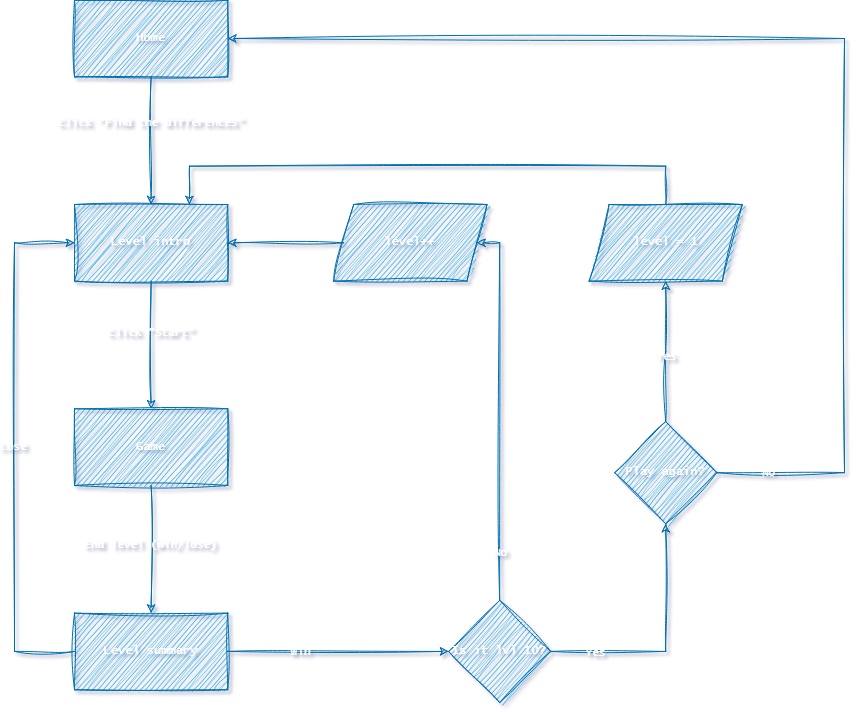 Home
Click "Find the differences"
Level intro
level++
level = 1
Click "Start"
Yes
Lose
Game
Play again?
No
End level (win/lose)
No
Level summary
Win
Is it lvl 10?
Yes